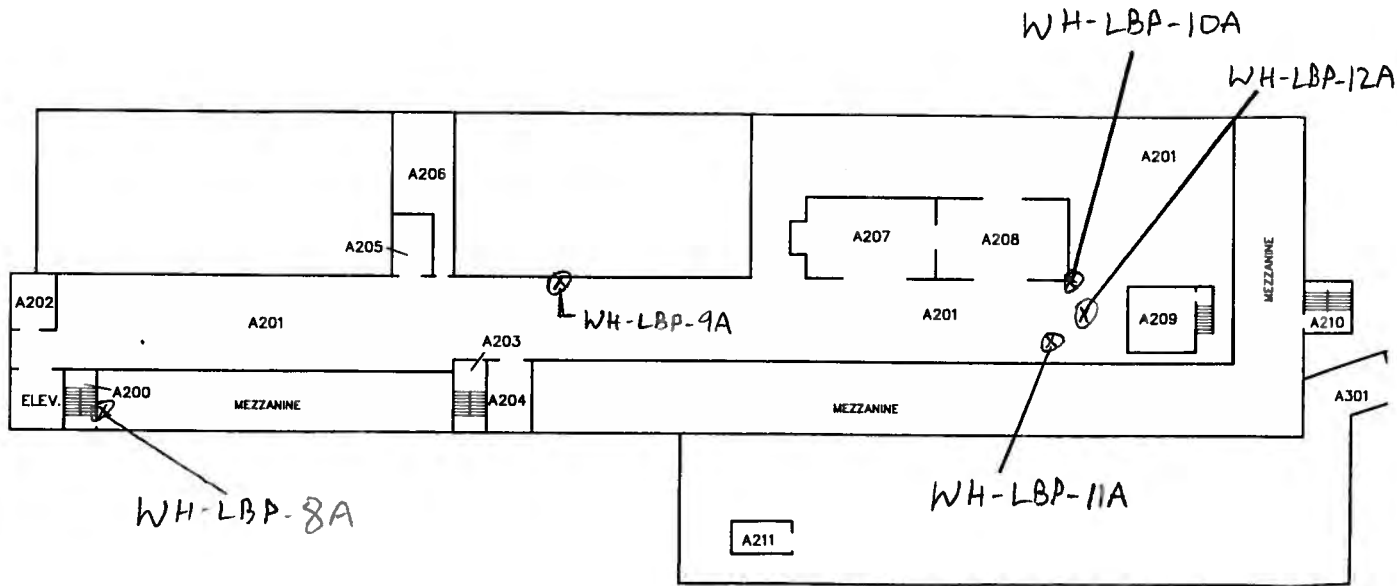 WH-LBP-10A
WH-LBP-12A
A206
A201
A205
A207
A208
MEZZANINE
A202
A201
WH-LBP-9A
A201
A209
A210
A203
ELEV.
A200
MEZZANINE
A204
MEZZANINE
A301
WH-LBP-8A
WH-LBP-11A
A211